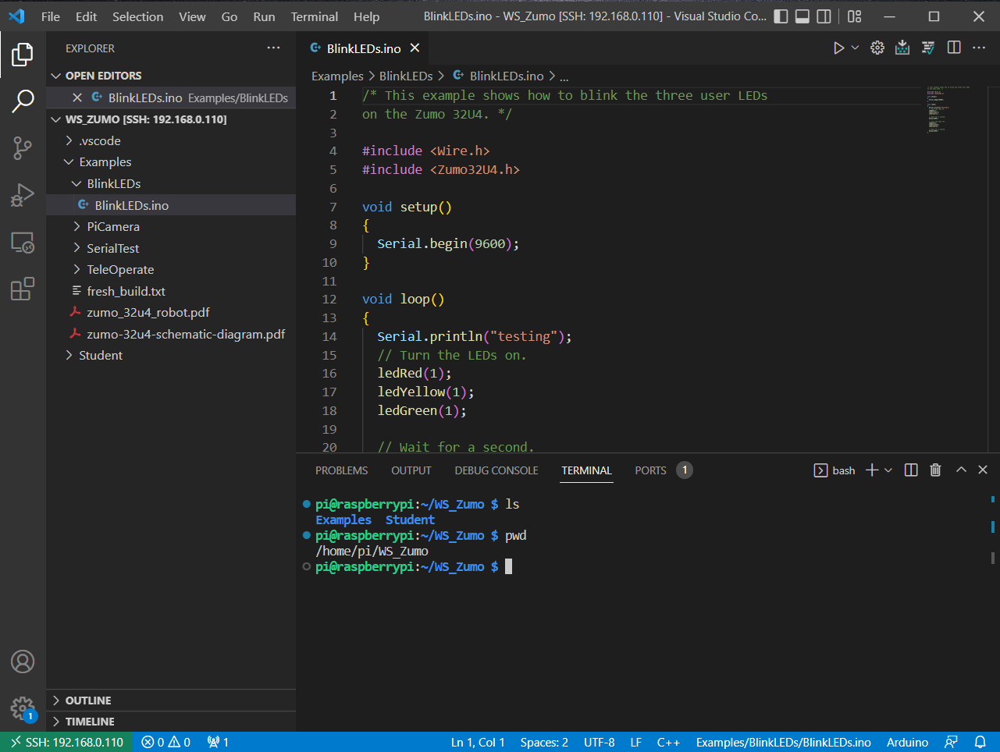 File Edit Selection View Go Run Terminal Help BlinkLEDs.ino - WS_Zumo [SSH: 192.168.0.110] - Visual Studio Co...
EXPLORER
OPEN EDITORS
BlinkLEDs.ino Examples/BlinkLEDs
WS_ZUMO [SSH: 192.168.0.110]
.vscode
Examples
BlinkLEDs
BlinkLEDs.ino
PiCamera
SerialTest
TeleOperate
fresh_build.txt
zumo_32u4_robot.pdf
zumo-32u4-schematic-diagram.pdf
Student
OUTLINE
TIMELINE
1
BlinkLEDs.ino
Examples > BlinkLEDs > BlinkLEDs.ino > ...
1 /* This example shows how to blink the three user LEDs
2 on the Zumo 32U4. */
3
4 #include <Wire.h>
5 #include <Zumo32U4.h>
6
7 void setup()
8 {
9 Serial.begin(9600);
10 }
11
12 void loop()
13 {
14 Serial.println("testing");
15 // Turn the LEDs on.
16 ledRed(1);
17 ledYellow(1);
18 ledGreen(1);
19
20 // Wait for a second.
PROBLEMS OUTPUT DEBUG CONSOLE TERMINAL PORTS 1 bash
pi@raspberrypi:~/WS_Zumo $ ls
Examples Student
pi@raspberrypi:~/WS_Zumo $ pwd
/home/pi/WS_Zumo
pi@raspberrypi:~/WS_Zumo $
SSH: 192.168.0.110 0 0 1 Ln 1, Col 1 Spaces: 2 UTF-8 LF C++ Examples/BlinkLEDs/BlinkLEDs.ino Arduino